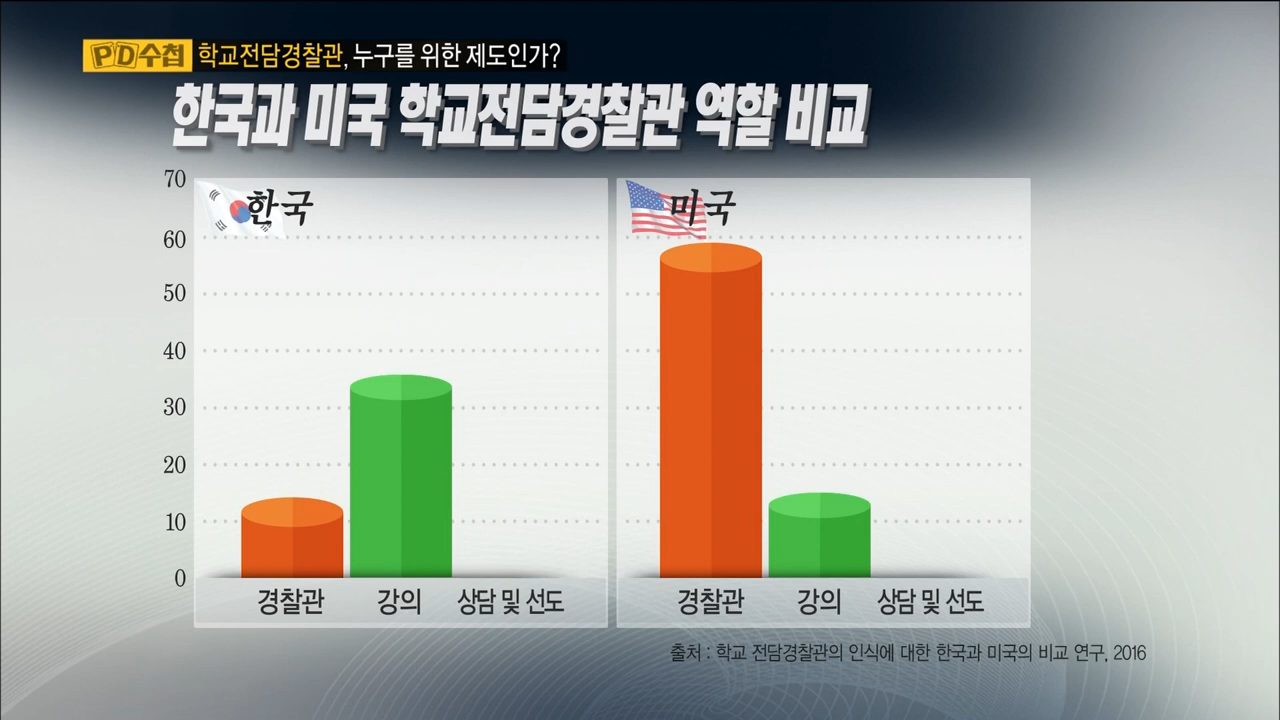 PD수첩 학교전담경찰관, 누구를 위한 제도인가?
한국과 미국 학교전담경찰관 역할 비교
70
60
50
40
30
20
10
0
한국
경찰관 강의 상담 및 선도
미국
경찰관 강의 상담 및 선도
출처 : 학교 전담경찰관의 인식에 대한 한국과 미국의 비교 연구, 2016